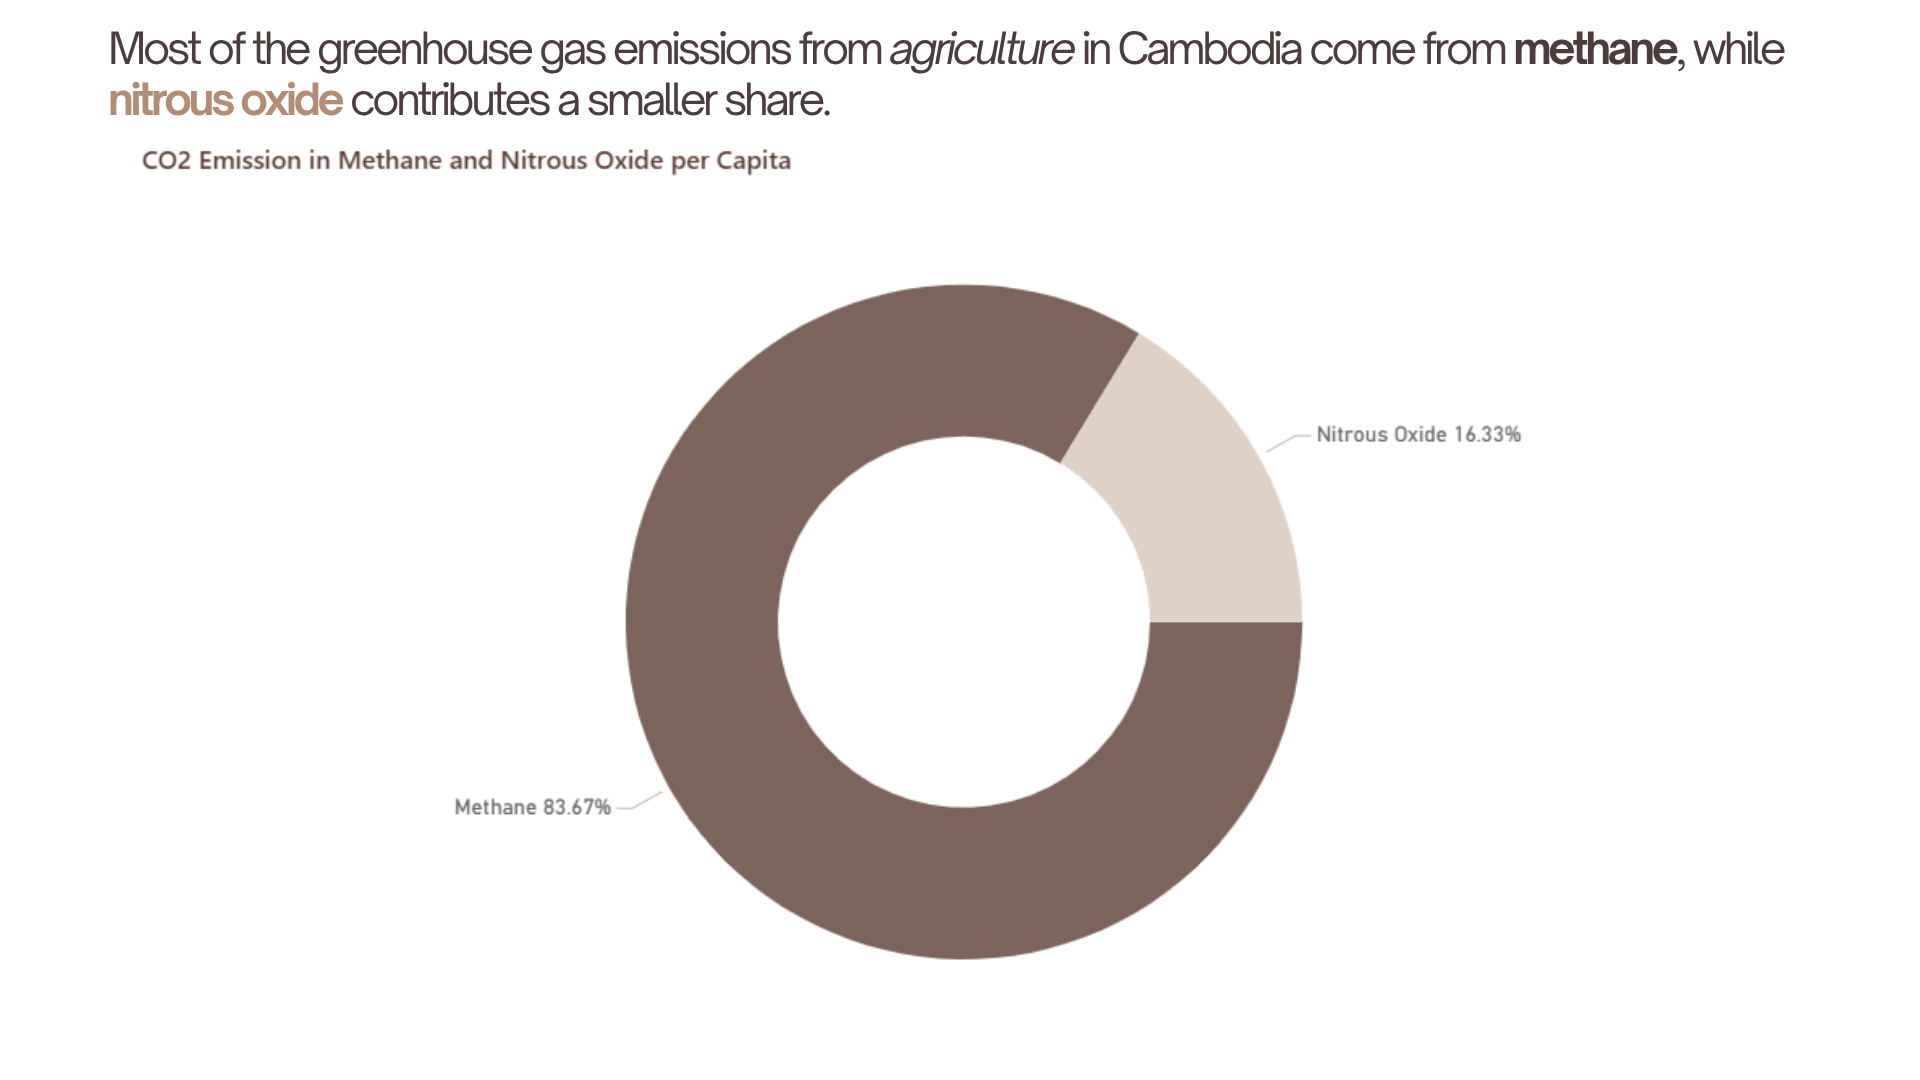 Most of the greenhouse gas emissions from agriculture in Cambodia come from methane, while
nitrous oxide contributes a smaller share.
CO2 Emission in Methane and Nitrous Oxide per Capita
Nitrous Oxide 16.33%
Methane 83.67%